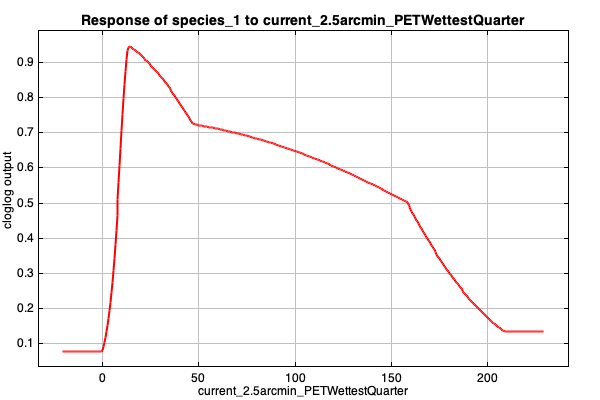 Response of species_1 to current_2.5arcmin_PETWettestQuarter
cloglog output
0.9
0.8
0.7
0.6
0.5
0.4
0.3
0.2
0.1
0 50 100 150 200
current_2.5arcmin_PETWettestQuarter